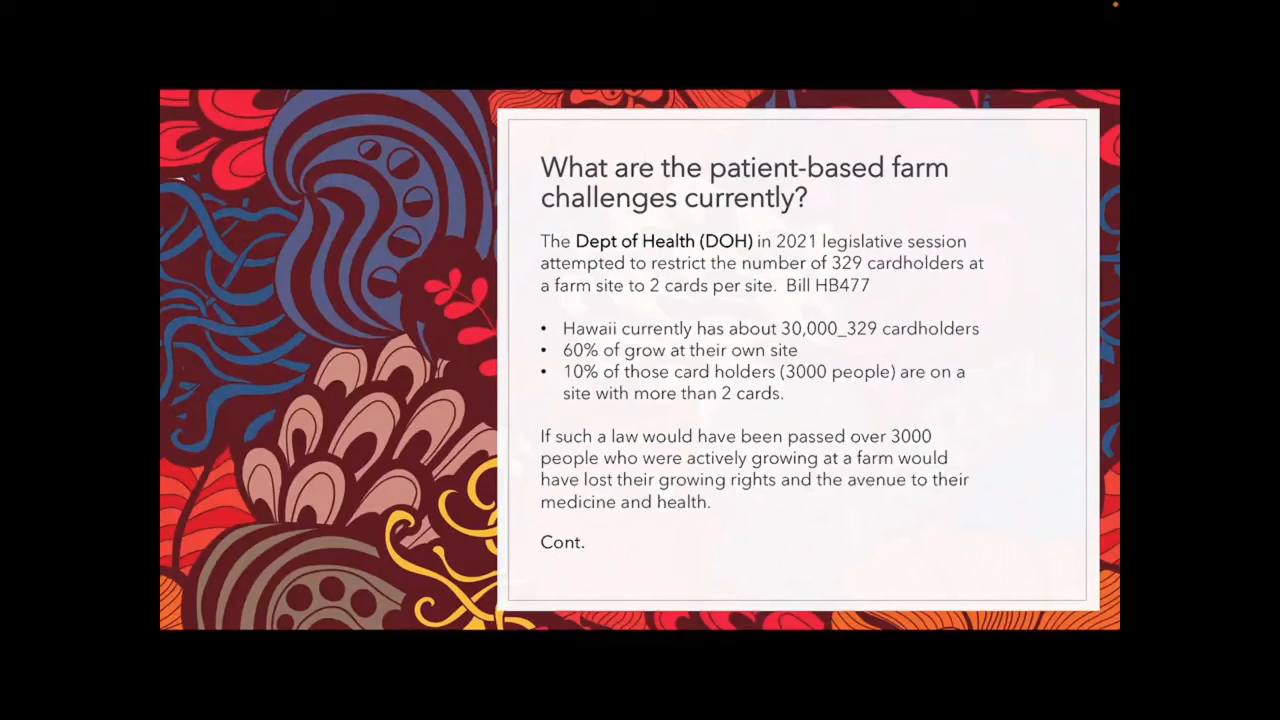 What are the patient-based farm
challenges currently?
The Dept of Health (DOH) in 2021 legislative session
attempted to restrict the number of 329 cardholders at
a farm site to 2 cards per site.  Bill HB477
• Hawaii currently has about 30,000_329 cardholders
• 60% of grow at their own site
• 10% of those card holders (3000 people) are on a
site with more than 2 cards.
If such a law would have been passed over 3000
people who were actively growing at a farm would
have lost their growing rights and the avenue to their
medicine and health.
Cont.